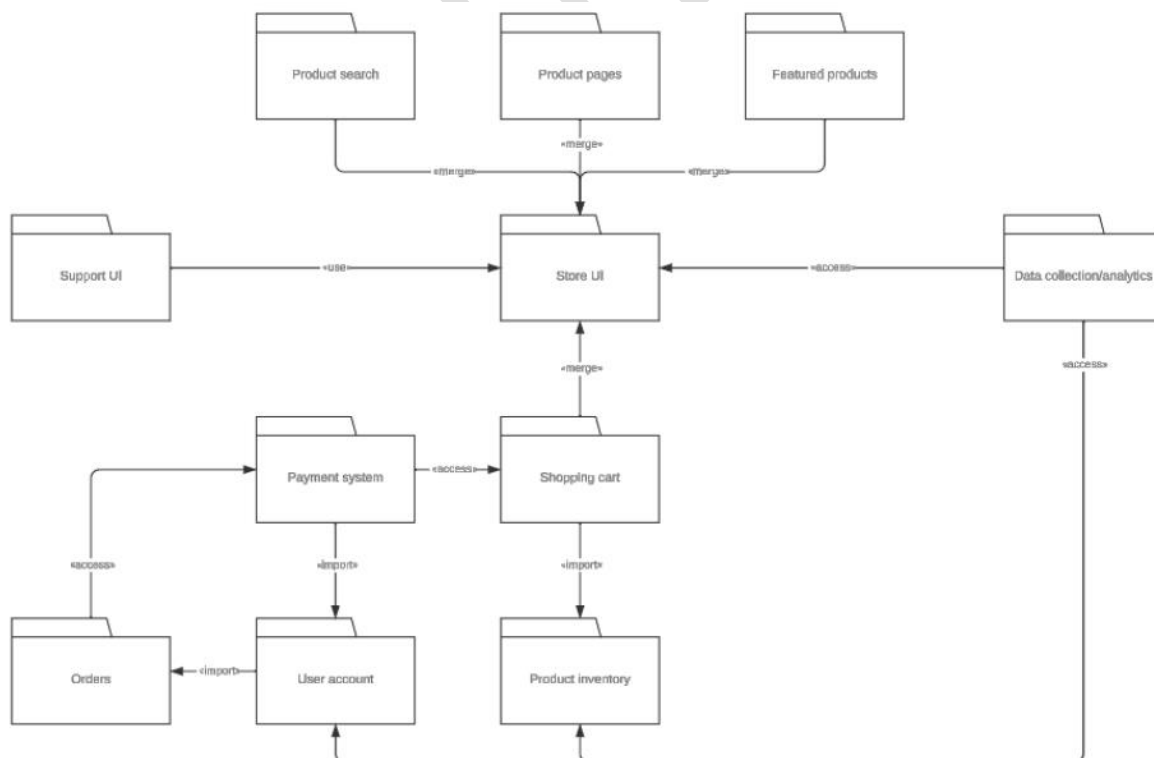 Product search
Product pages
Featured products
«merge»
«merge»
«merge»
Support UI
«use»
Store UI
«access»
Data collection/analytics
«merge»
«access»
Payment system
«access»
Shopping cart
«access»
«import»
«import»
Orders
«import»
User account
Product inventory